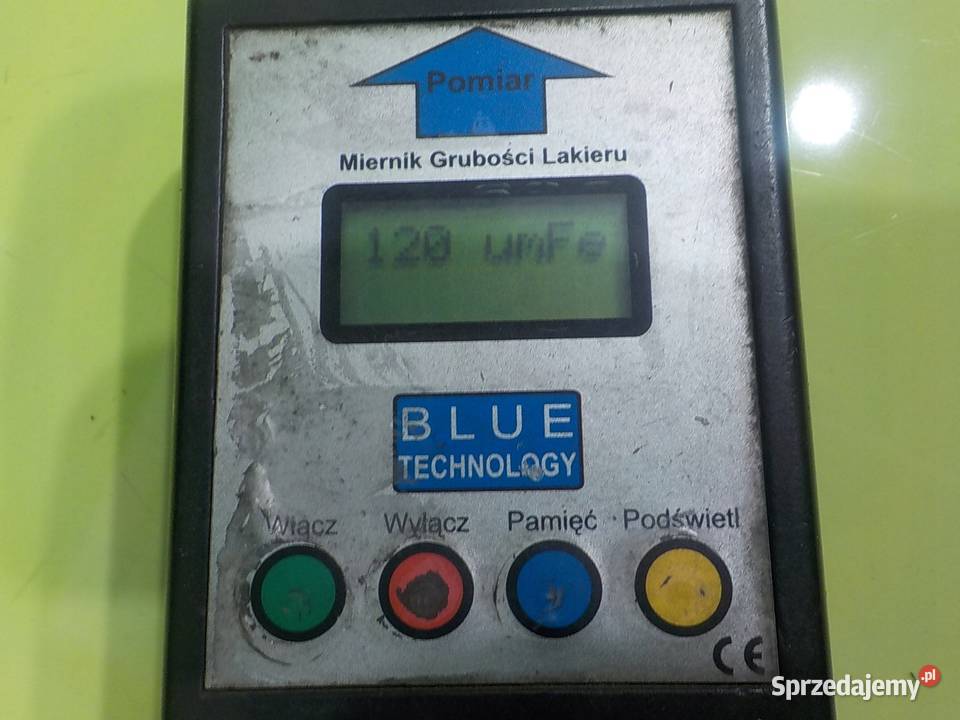 Pomiar
Miernik Grubości Lakieru
120 umFe
BLUE
TECHNOLOGY
Włącz Wyłącz Pamięć Podświetl
CE
Sprzedajemy.pl